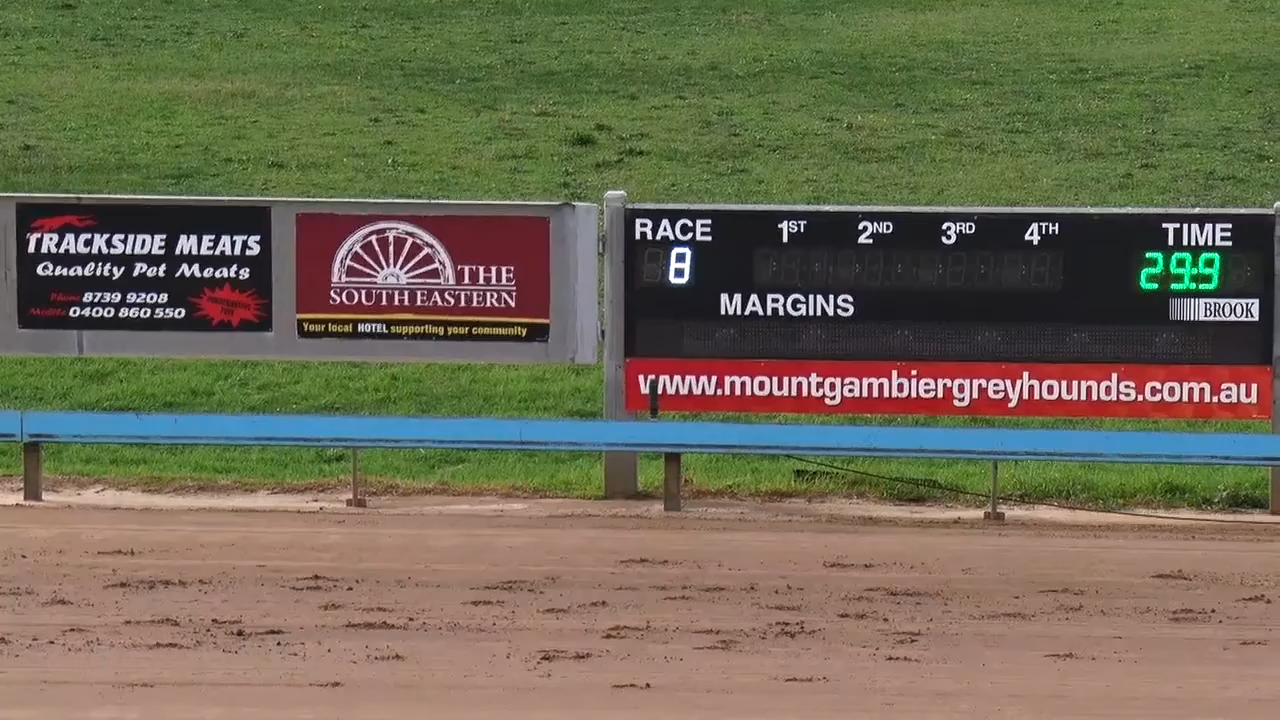 TRACKSIDE MEATS
Quality Pet Meats
Phone 8739 9208
Mobile 0400 860 550
THE
SOUTH EASTERN
Your local HOTEL supporting your community
RACE 1ST 2ND 3RD 4TH TIME
8 29.9
MARGINS
BROOK
www.mountgambiergreyhounds.com.au